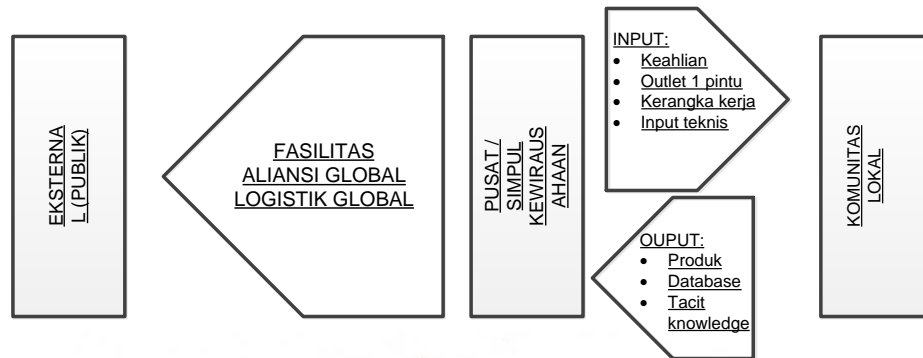 EKSTERNA
L (PUBLIK)
FASILITAS
ALIANSI GLOBAL
LOGISTIK GLOBAL
PUSAT /
SIMPUL
KEWIRAUS
AHAAN
INPUT:
• Keahlian
• Outlet 1 pintu
• Kerangka kerja
• Input teknis
OUPUT:
• Produk
• Database
• Tacit
knowledge
KOMUNITAS
LOKAL